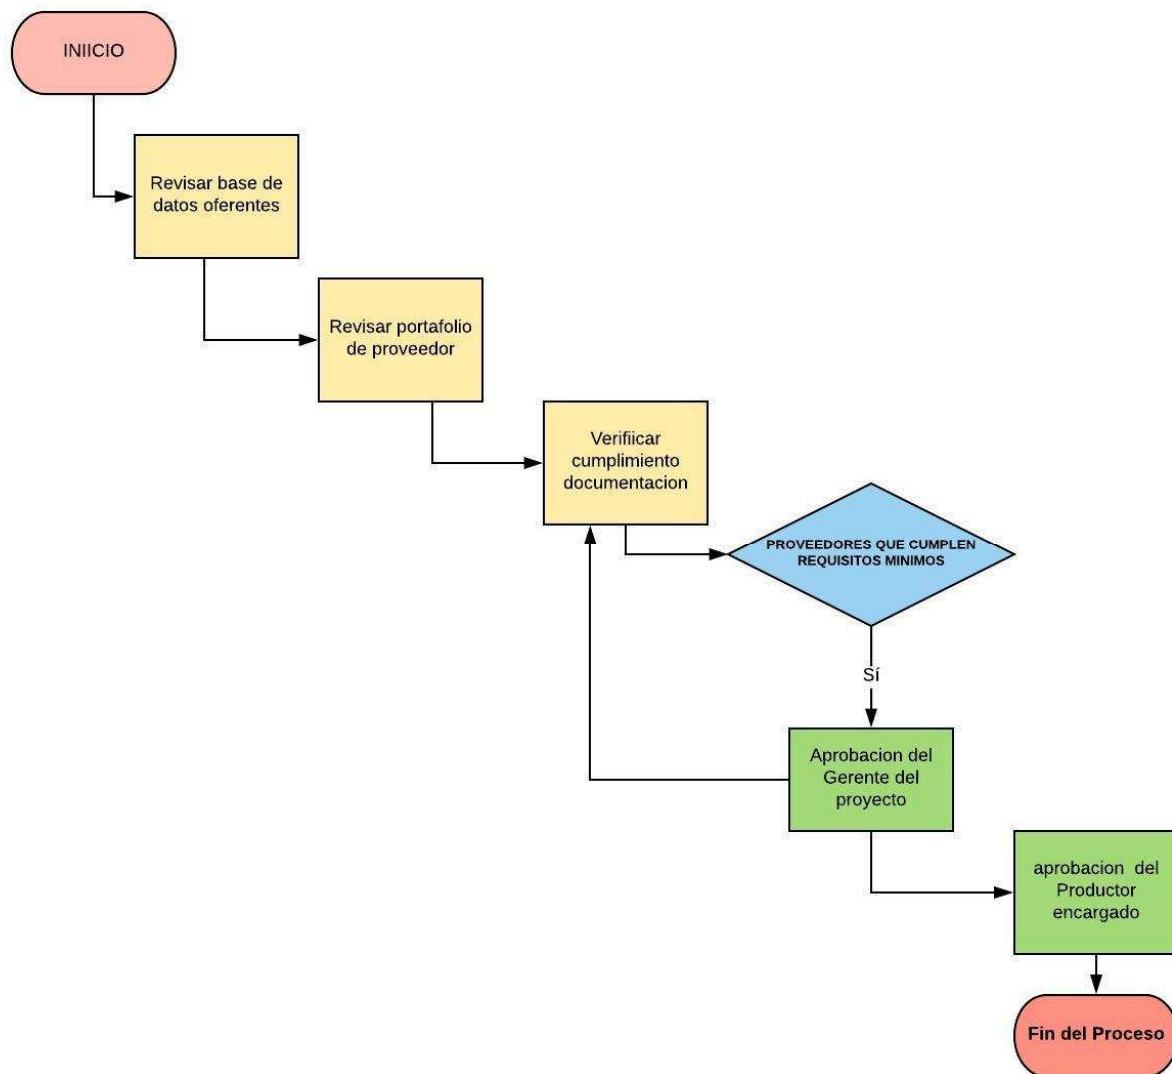 INIICIO
Revisar base de
datos oferentes
Revisar portafolio
de proveedor
Verifiicar
cumplimiento
documentacion
PROVEEDORES QUE CUMPLEN
REQUISITOS MINIMOS
Sí
Aprobacion del
Gerente del
proyecto
aprobacion del
Productor
encargado
Fin del Proceso